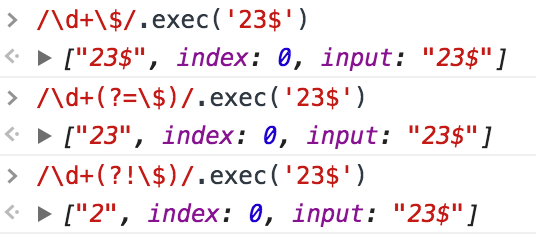 > /\d+\$/.exec('23$')
<· ▶ ["23$", index: 0, input: "23$"]
> /\d+(?=\$)/.exec('23$')
<· ▶ ["23", index: 0, input: "23$"]
> /\d+(?!\$)/.exec('23$')
<· ▶ ["2", index: 0, input: "23$"]